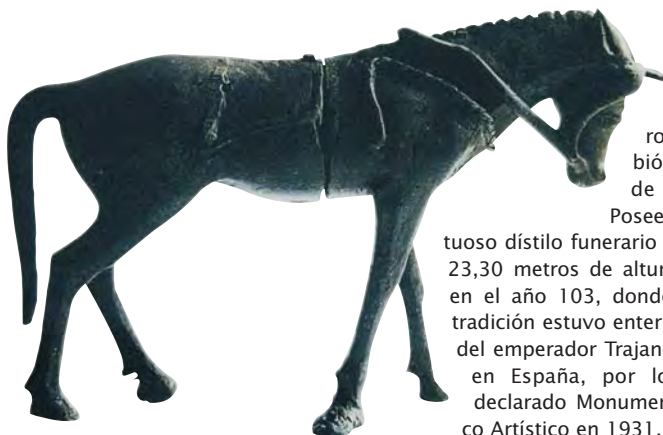 ro
bió
de
Posee
tuoso dístilo funerario
23,30 metros de altur
en el año 103, dond
tradición estuvo enter
del emperador Trajan
en España, por lo
declarado Monumen
co Artístico en 1931.